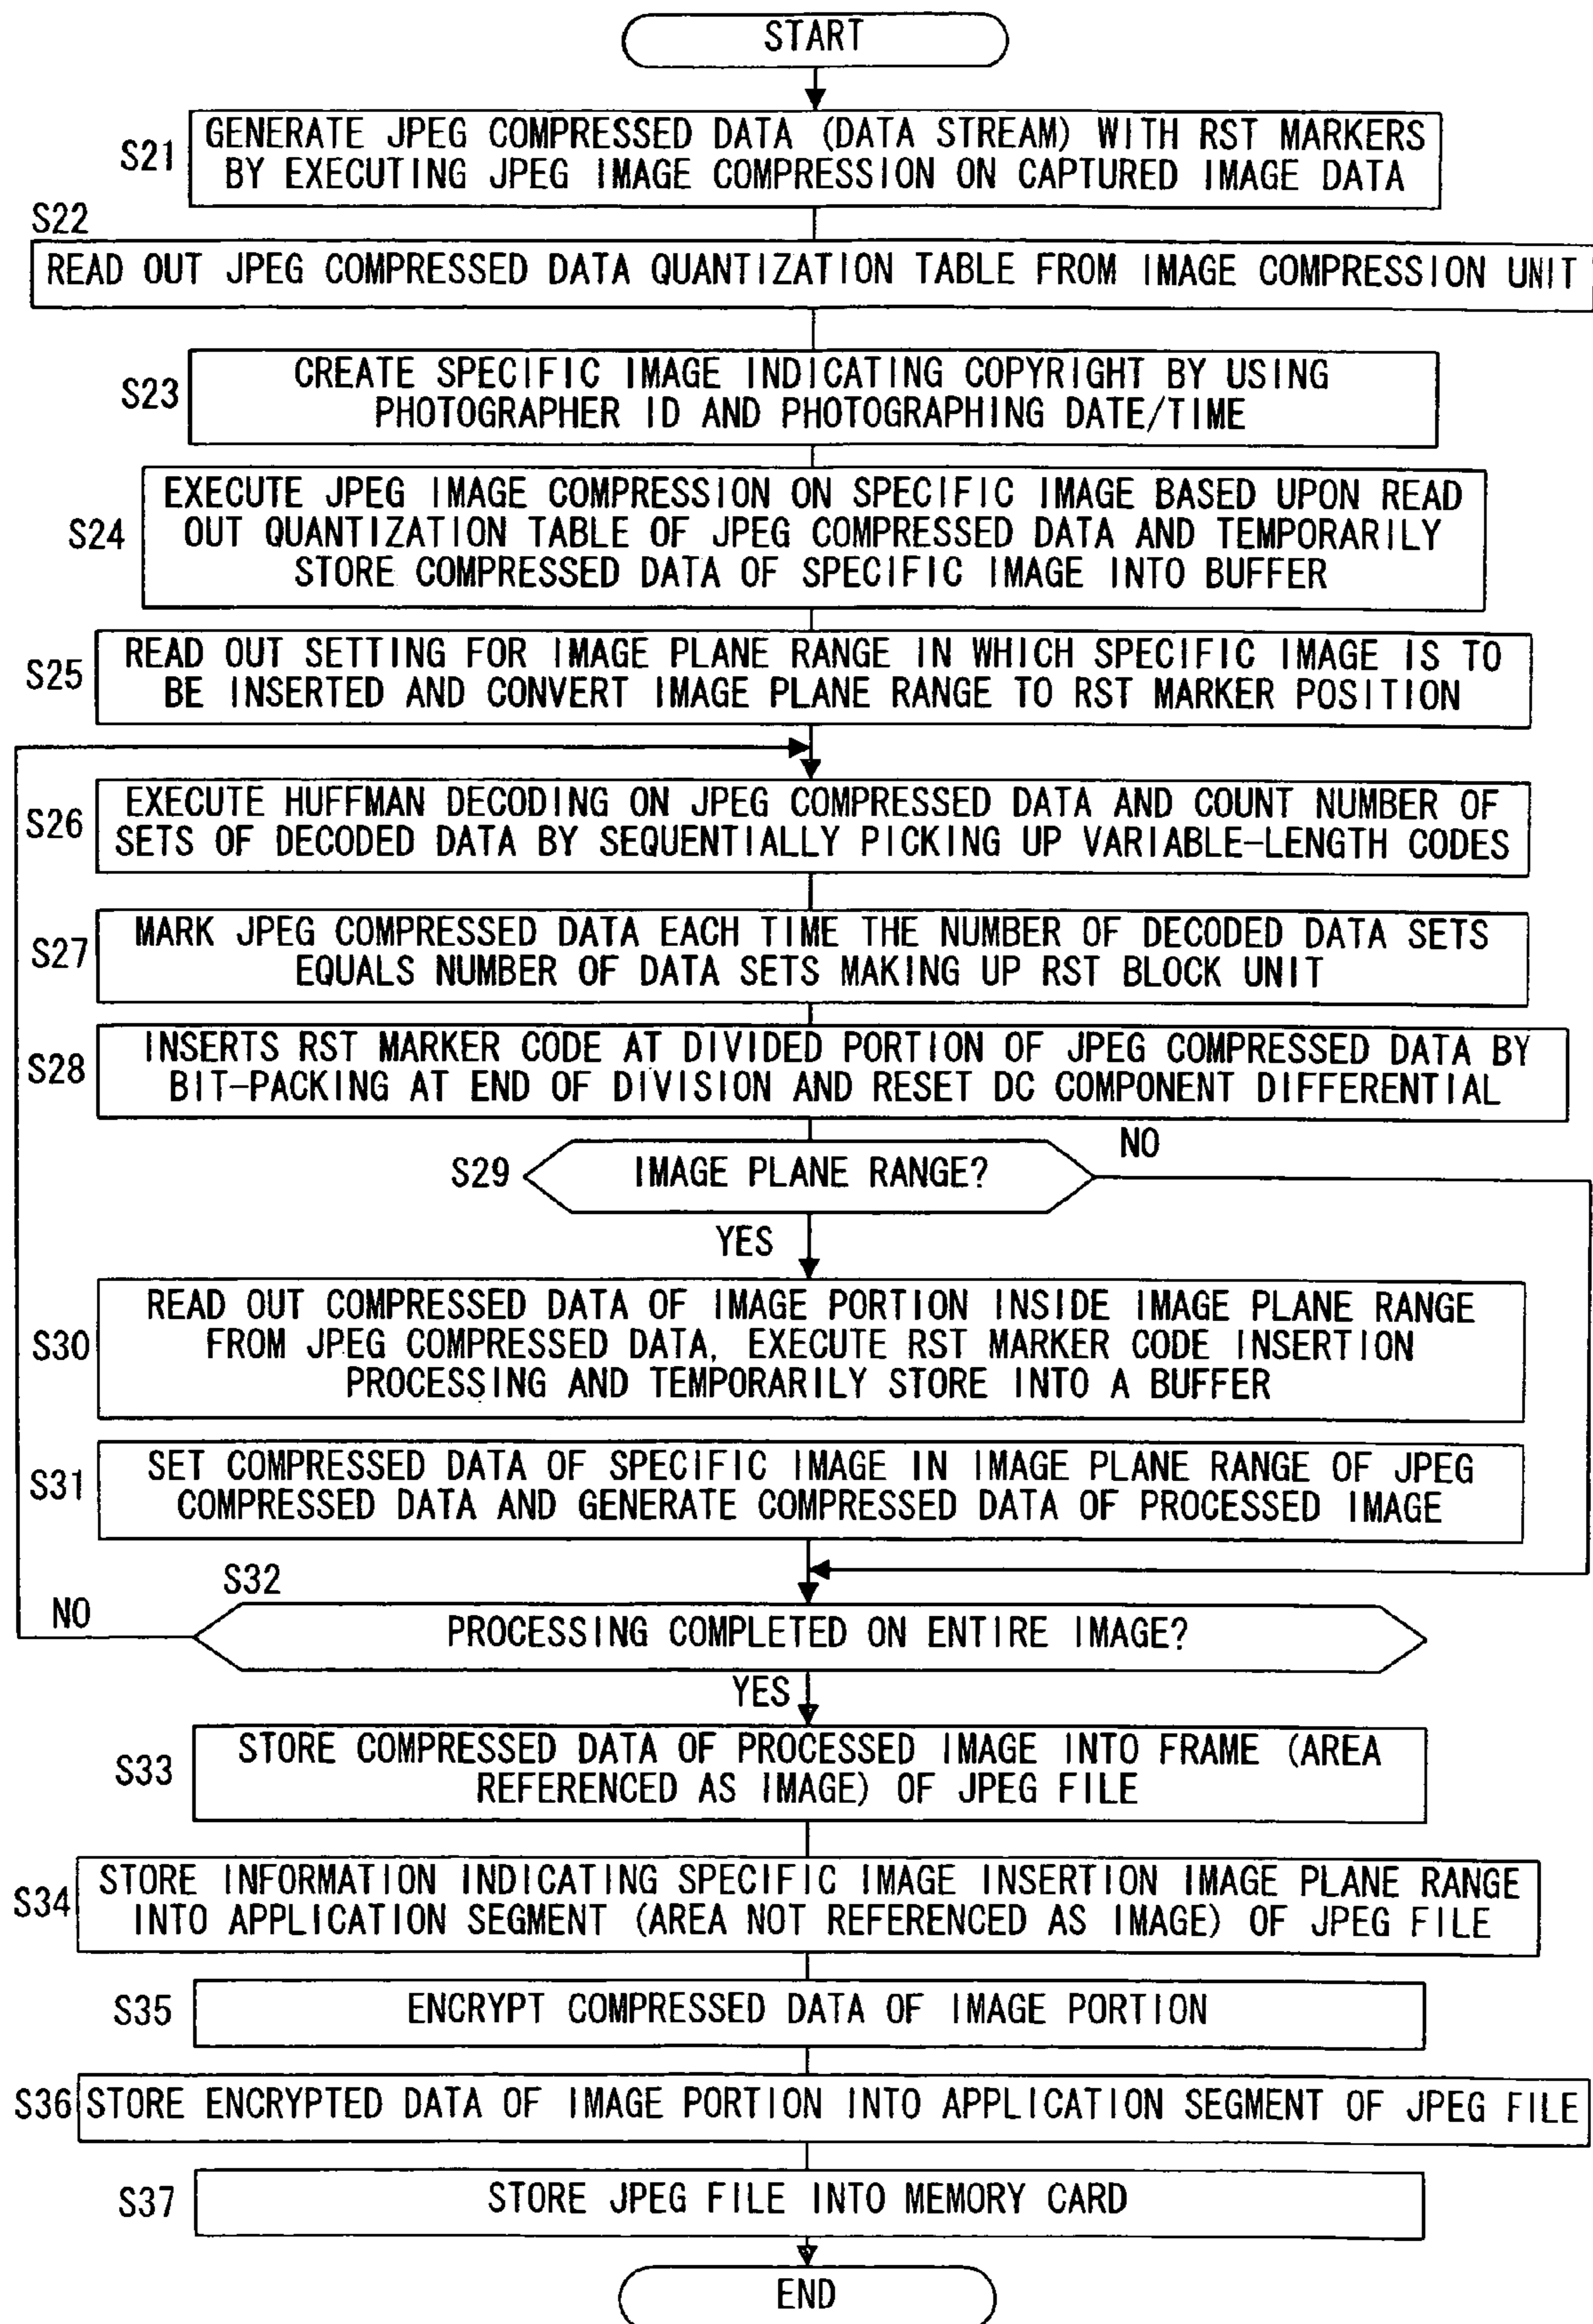 START
S21
GENERATE JPEG COMPRESSED DATA (DATA STREAM) WITH RST MARKERS
BY EXECUTING JPEG IMAGE COMPRESSION ON CAPTURED IMAGE DATA
S22
READ OUT JPEG COMPRESSED DATA QUANTIZATION TABLE FROM IMAGE COMPRESSION UNIT
S23
CREATE SPECIFIC IMAGE INDICATING COPYRIGHT BY USING
PHOTOGRAPHER ID AND PHOTOGRAPHING DATE/TIME
S24
EXECUTE JPEG IMAGE COMPRESSION ON SPECIFIC IMAGE BASED UPON READ
OUT QUANTIZATION TABLE OF JPEG COMPRESSED DATA AND TEMPORARILY
STORE COMPRESSED DATA OF SPECIFIC IMAGE INTO BUFFER
S25
READ OUT SETTING FOR IMAGE PLANE RANGE IN WHICH SPECIFIC IMAGE IS TO
BE INSERTED AND CONVERT IMAGE PLANE RANGE TO RST MARKER POSITION
S26
EXECUTE HUFFMAN DECODING ON JPEG COMPRESSED DATA AND COUNT NUMBER OF
SETS OF DECODED DATA BY SEQUENTIALLY PICKING UP VARIABLE-LENGTH CODES
S27
MARK JPEG COMPRESSED DATA EACH TIME THE NUMBER OF DECODED DATA SETS
EQUALS NUMBER OF DATA SETS MAKING UP RST BLOCK UNIT
S28
INSERTS RST MARKER CODE AT DIVIDED PORTION OF JPEG COMPRESSED DATA BY
BIT-PACKING AT END OF DIVISION AND RESET DC COMPONENT DIFFERENTIAL
S29
IMAGE PLANE RANGE?
NO
YES
S30
READ OUT COMPRESSED DATA OF IMAGE PORTION INSIDE IMAGE PLANE RANGE
FROM JPEG COMPRESSED DATA, EXECUTE RST MARKER CODE INSERTION
PROCESSING AND TEMPORARILY STORE INTO A BUFFER
S31
SET COMPRESSED DATA OF SPECIFIC IMAGE IN IMAGE PLANE RANGE OF JPEG
COMPRESSED DATA AND GENERATE COMPRESSED DATA OF PROCESSED IMAGE
S32
NO
PROCESSING COMPLETED ON ENTIRE IMAGE?
YES
S33
STORE COMPRESSED DATA OF PROCESSED IMAGE INTO FRAME (AREA
REFERENCED AS IMAGE) OF JPEG FILE
S34
STORE INFORMATION INDICATING SPECIFIC IMAGE INSERTION IMAGE PLANE RANGE
INTO APPLICATION SEGMENT (AREA NOT REFERENCED AS IMAGE) OF JPEG FILE
S35
ENCRYPT COMPRESSED DATA OF IMAGE PORTION
S36
STORE ENCRYPTED DATA OF IMAGE PORTION INTO APPLICATION SEGMENT OF JPEG FILE
S37
STORE JPEG FILE INTO MEMORY CARD
END